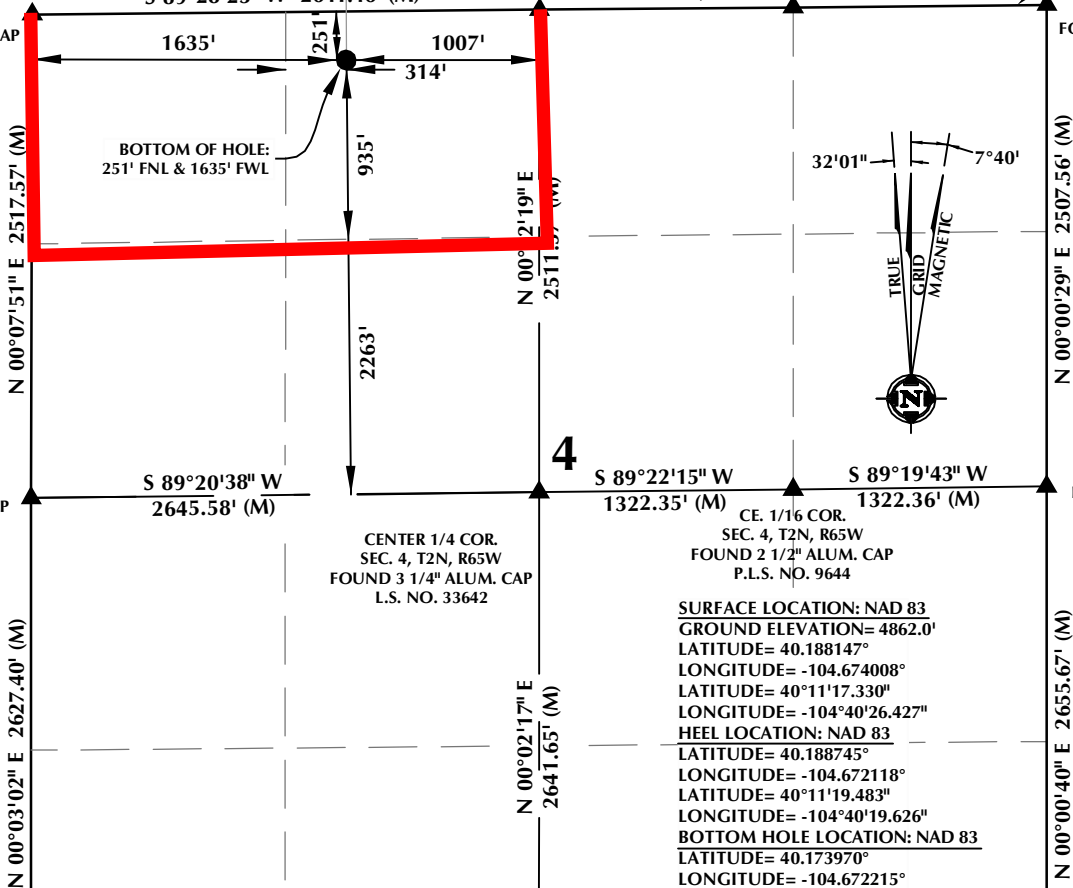 AP
FO
1635'
251'
1007'
314'
BOTTOM OF HOLE:
251' FNL & 1635' FWL
935'
2263'
N 00°07'51" E 2517.57' (M)
32'01"
7°40'
TRUE
GRID
MAGNETIC
N
N 00°00'29" E 2507.56' (M)
4
S 89°20'38" W
2645.58' (M)
S 89°22'15" W
1322.35' (M)
S 89°19'43" W
1322.36' (M)
P
CENTER 1/4 COR.
SEC. 4, T2N, R65W
FOUND 3 1/4" ALUM. CAP
L.S. NO. 33642
CE. 1/16 COR.
SEC. 4, T2N, R65W
FOUND 2 1/2" ALUM. CAP
P.L.S. NO. 9644
N 00°03'02" E 2627.40' (M)
N 00°02'17" E
2641.65' (M)
SURFACE LOCATION: NAD 83
GROUND ELEVATION= 4862.0'
LATITUDE= 40.188147°
LONGITUDE= -104.674008°
LATITUDE= 40°11'17.330"
LONGITUDE= -104°40'26.427"
HEEL LOCATION: NAD 83
LATITUDE= 40.188745°
LONGITUDE= -104.672118°
LATITUDE= 40°11'19.483"
LONGITUDE= -104°40'19.626"
BOTTOM HOLE LOCATION: NAD 83
LATITUDE= 40.173970°
LONGITUDE= -104.672215°
N 00°00'40" E 2655.67' (M)